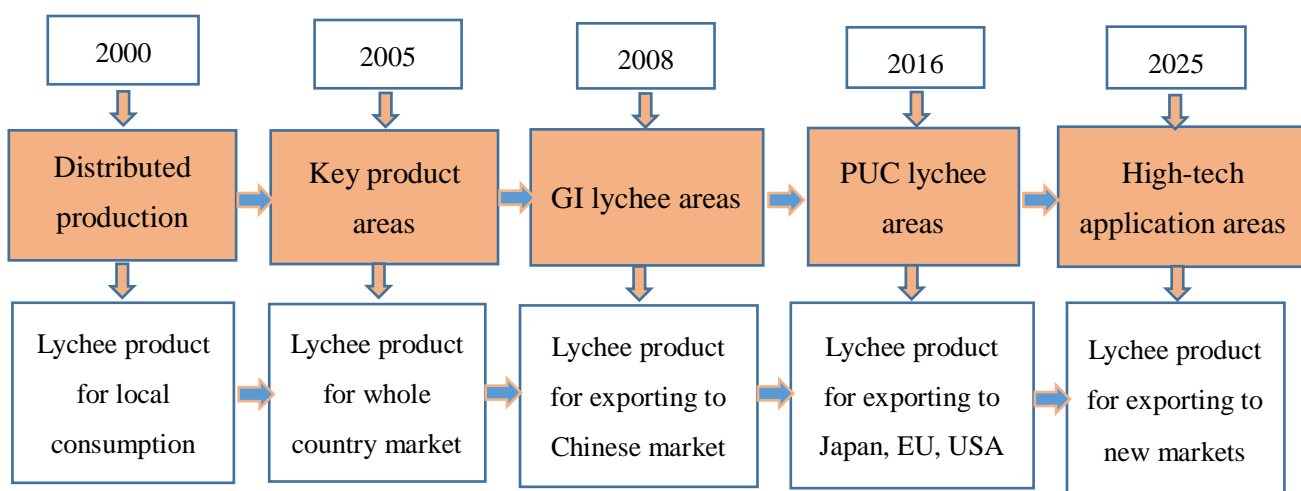 2000
2005
2008
2016
2025
Distributed
production
Key product
areas
GI lychee areas
PUC lychee
areas
High-tech
application areas
Lychee product
for local
consumption
Lychee product
for whole
country market
Lychee product
for exporting to
Chinese market
Lychee product
for exporting to
Japan, EU, USA
Lychee product
for exporting to
new markets